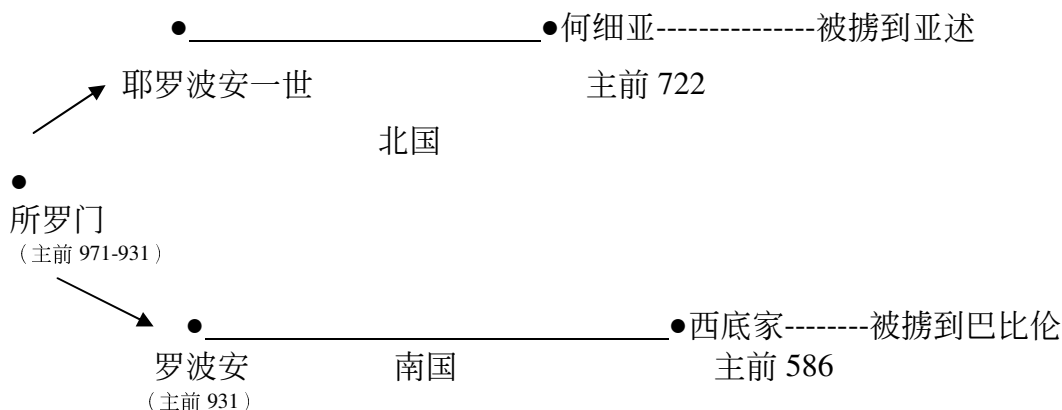 何细亚---------------被掳到亚述
耶罗波安一世 主前 722
北国
所罗门
（主前 971-931）
西底家--------被掳到巴比伦
罗波安 南国 主前 586
（主前 931）